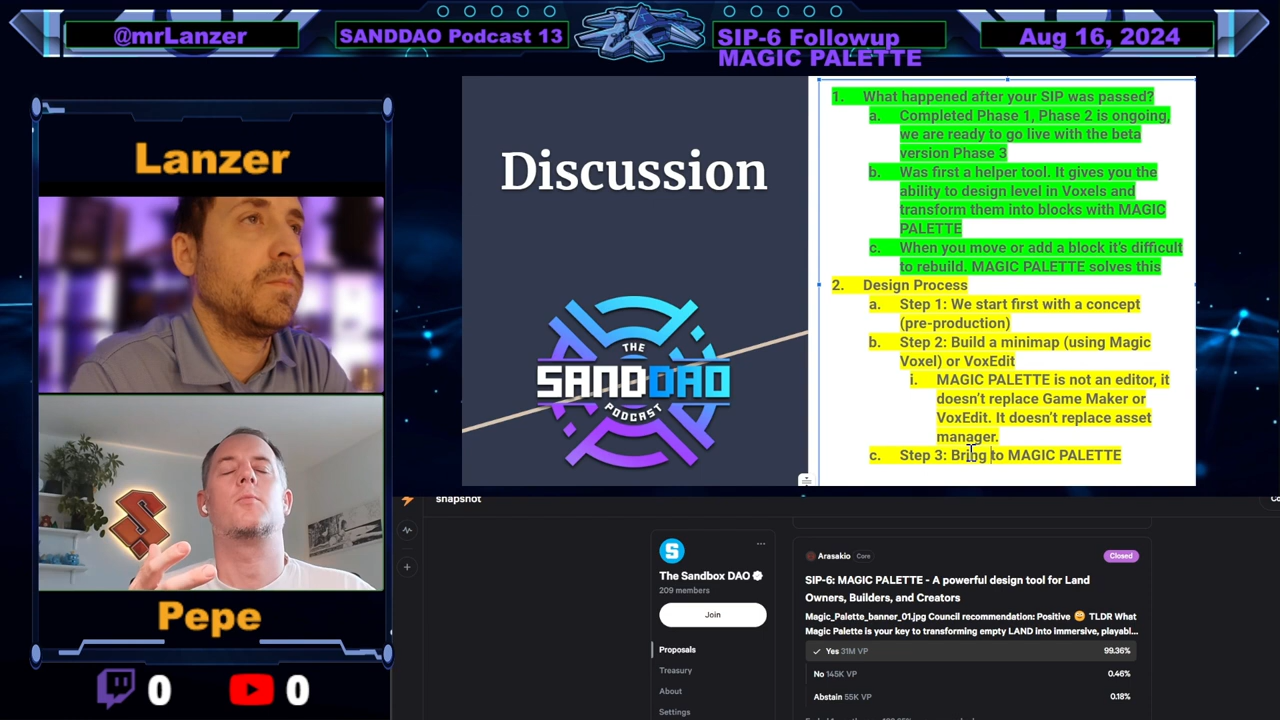 @mrLanzer
SANDDAO Podcast 13
SIP-6 Followup
MAGIC PALETTE
Aug 16, 2024
Lanzer
Pepe
0
0
Discussion
THE
SANDDAO
PODCAST
1. What happened after your SIP was passed?
a. Completed Phase 1, Phase 2 is ongoing,
we are ready to go live with the beta
version Phase 3
b. Was first a helper tool. It gives you the
ability to design level in Voxels and
transform them into blocks with MAGIC
PALETTE
c. When you move or add a block it's difficult
to rebuild. MAGIC PALETTE solves this
2. Design Process
a. Step 1: We start first with a concept
(pre-production)
b. Step 2: Build a minimap (using Magic
Voxel) or VoxEdit
i. MAGIC PALETTE is not an editor, it
doesn't replace Game Maker or
VoxEdit. It doesn't replace asset
manager.
c. Step 3: Bring to MAGIC PALETTE
snapshot
Co
S
The Sandbox DAO
209 members
Join
Proposals
Treasury
About
Settings
Arasakio Core
Closed
SIP-6: MAGIC PALETTE - A powerful design tool for Land
Owners, Builders, and Creators
Magic_Palette_banner_01.jpg Council recommendation: Positive 😄 TLDR What
Magic Palette is your key to transforming empty LAND into immersive, playabl...
Yes 31M VP 99.36%
No 145K VP 0.46%
Abstain 55K VP 0.18%